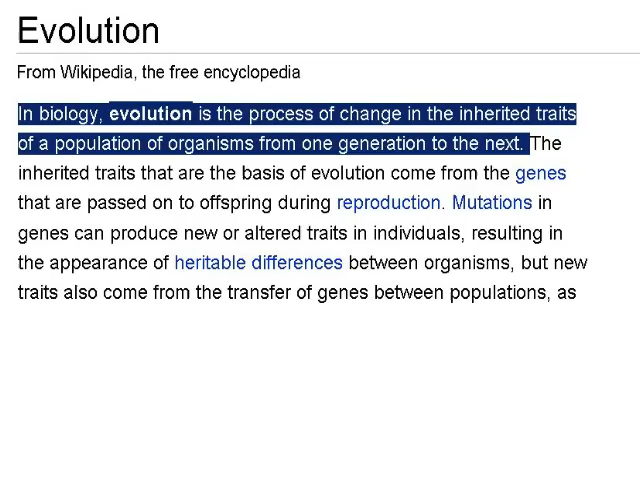 Evolution
From Wikipedia, the free encyclopedia
In biology, evolution is the process of change in the inherited traits
of a population of organisms from one generation to the next. The
inherited traits that are the basis of evolution come from the genes
that are passed on to offspring during reproduction. Mutations in
genes can produce new or altered traits in individuals, resulting in
the appearance of heritable differences between organisms, but new
traits also come from the transfer of genes between populations, as